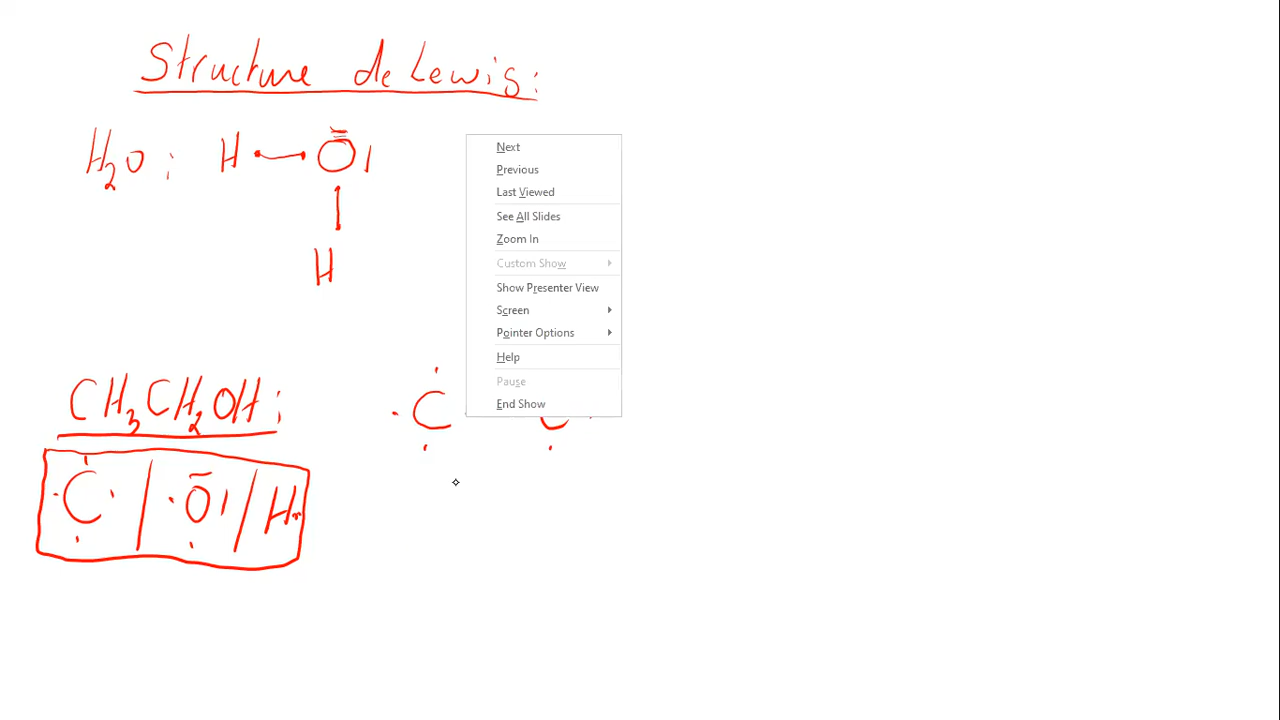 Structure de Lewis:
H₂O: H — O I
H
Next
Previous
Last Viewed
See All Slides
Zoom In
Custom Show
Show Presenter View
Screen
Pointer Options
Help
Pause
End Show
CH₃CH₂OH: C C
C / O I / H